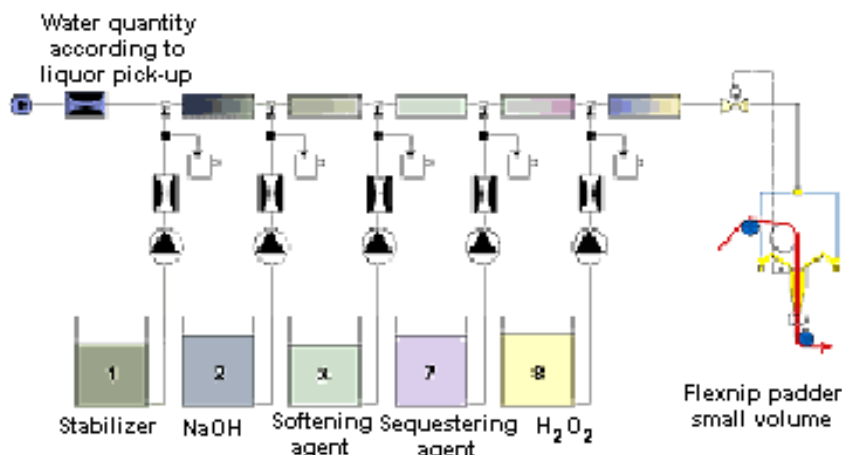 Water quantity
according to
liquor pick-up
1
2
7
Stabilizer
NaOH
Softening
agent
Sequestering
agent
H₂O₂
Flexnip padder
small volume